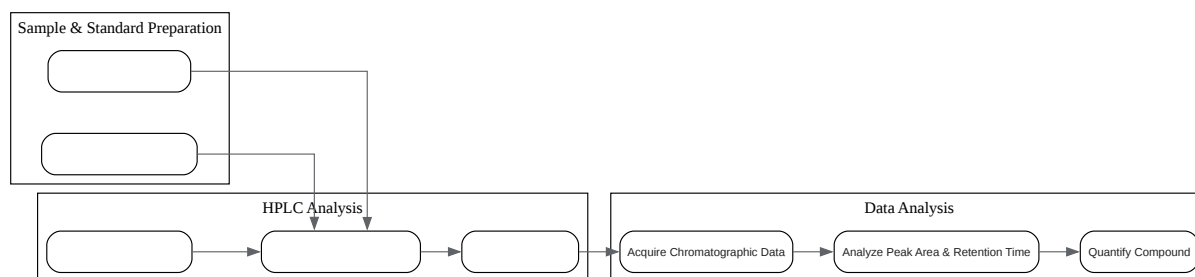 Sample & Standard Preparation
HPLC Analysis
Data Analysis
Acquire Chromatographic Data
Analyze Peak Area & Retention Time
Quantify Compound